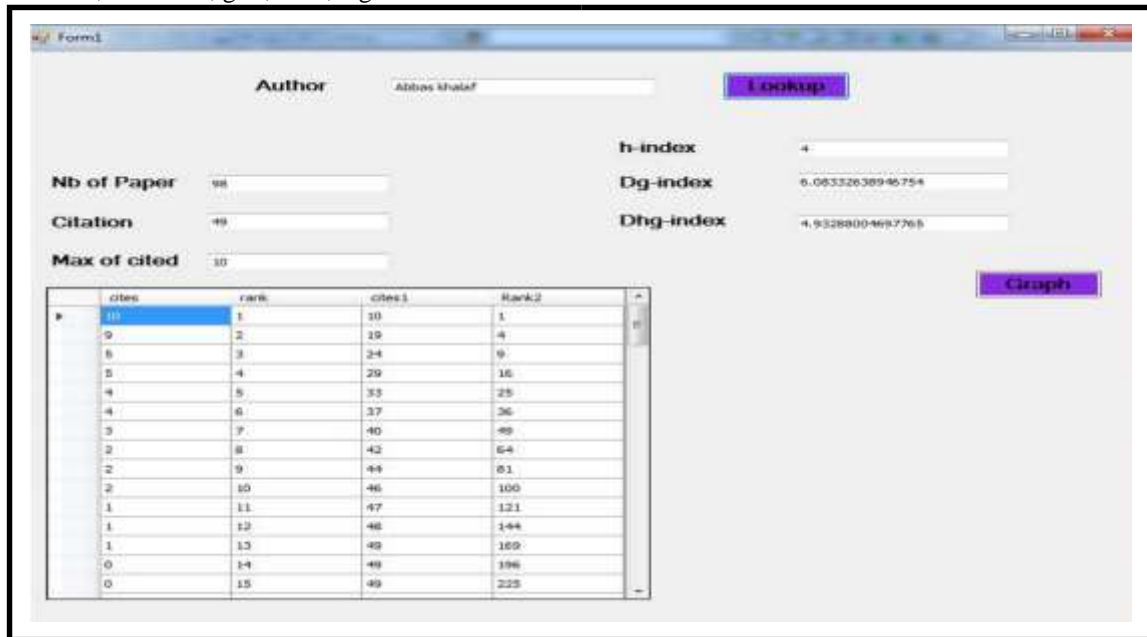 Form1
Author Abbas khalaf Lookup
h-index 4
Nb of Paper 98 Dg-index 6.08332638946754
Citation 49 Dhg-index 4.93288004697765
Max of cited 10
Graph
cites rank cites1 Rank2
10 1 10 1
9 2 19 4
5 3 24 9
5 4 29 16
4 5 33 25
4 6 37 36
3 7 40 49
2 8 42 64
2 9 44 81
2 10 46 100
1 11 47 121
1 12 48 144
1 13 49 169
0 14 49 196
0 15 49 225